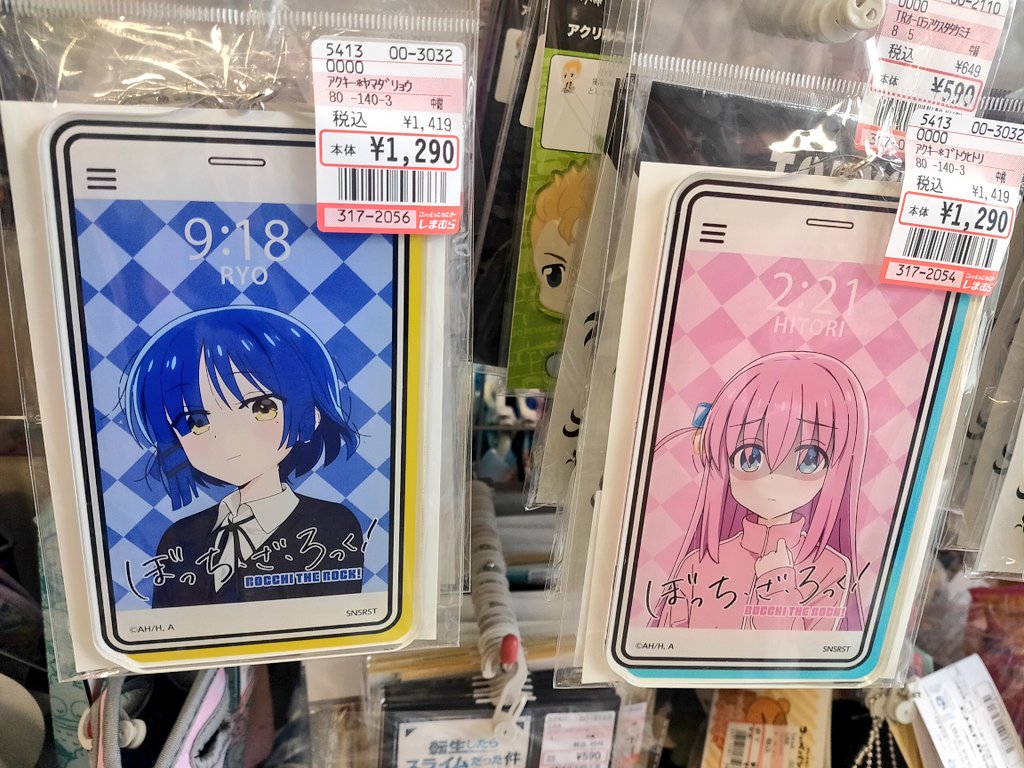 5413 00-3032
0000
アクキー*ヤマダリョウ
80 -140-3 中国
税込 ¥1,419
本体 ¥1,290
317-2056
しまむら
9:18
RYO
ぼっち・ざ・ろっく!
BOCCHI THE ROCK!
SNSRST
©AH/H, A
アクリルス
00-2110
0000
8 5
税込 ¥649
本体 ¥590
5413 00-3032
0000
アクキー*ゴトウヒトリ
80 -140-3 中国
税込 ¥1,419
本体 ¥1,290
317-2054
しまむら
2:21
HITORI
ぼっち・ざ・ろっく!
BOCCHI THE ROCK!
©AH/H, A
SNSRST
転生したら
スライムだった件
¥590